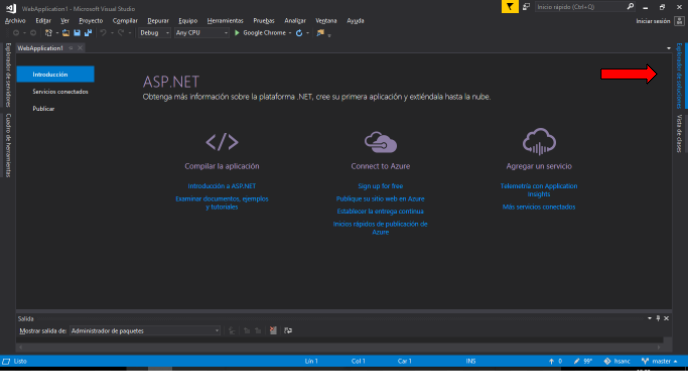 WebApplication1 - Microsoft Visual Studio
Inicio rápido (Ctrl+Q)
Archivo Editar Ver Proyecto Compilar Depurar Equipo Herramientas Pruebas Analizar Ventana Ayuda
Iniciar sesión
Debug Any CPU Google Chrome
WebApplication1
Explorador de servidores
Cuadro de herramientas
Introducción
Servicios conectados
Publicar
ASP.NET
Obtenga más información sobre la plataforma .NET, cree su primera aplicación y extiéndala hasta la nube.
</>
Compilar la aplicación
Introducción a ASP.NET
Examinar documentos, ejemplos
y tutoriales
Connect to Azure
Sign up for free
Publique su sitio web en Azure
Establecer la entrega continua
Inicios rápidos de publicación de
Azure
Agregar un servicio
Telemetría con Application
Insights
Más servicios conectados
Explorador de soluciones
Vista de clases
Salida
Mostrar salida de: Administrador de paquetes
Listo Lín 1 Col 1 Car 1 INS 0 99+ hsanc master